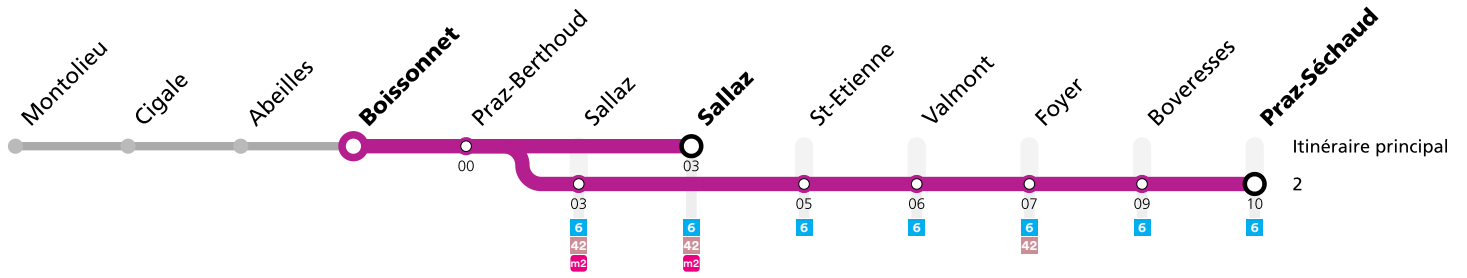 Montolieu
Cigale
Abeilles
Boissonnet
Praz-Berthoud
Sallaz
Sallaz
St-Etienne
Valmont
Foyer
Boveresses
Praz-Séchaud
Itinéraire principal
00
03
2
03
05
06
07
09
10
6
6
6
6
6
6
6
42
42
42
m2
m2